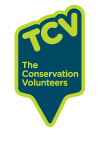 TCV
The
Conservation
Volunteers